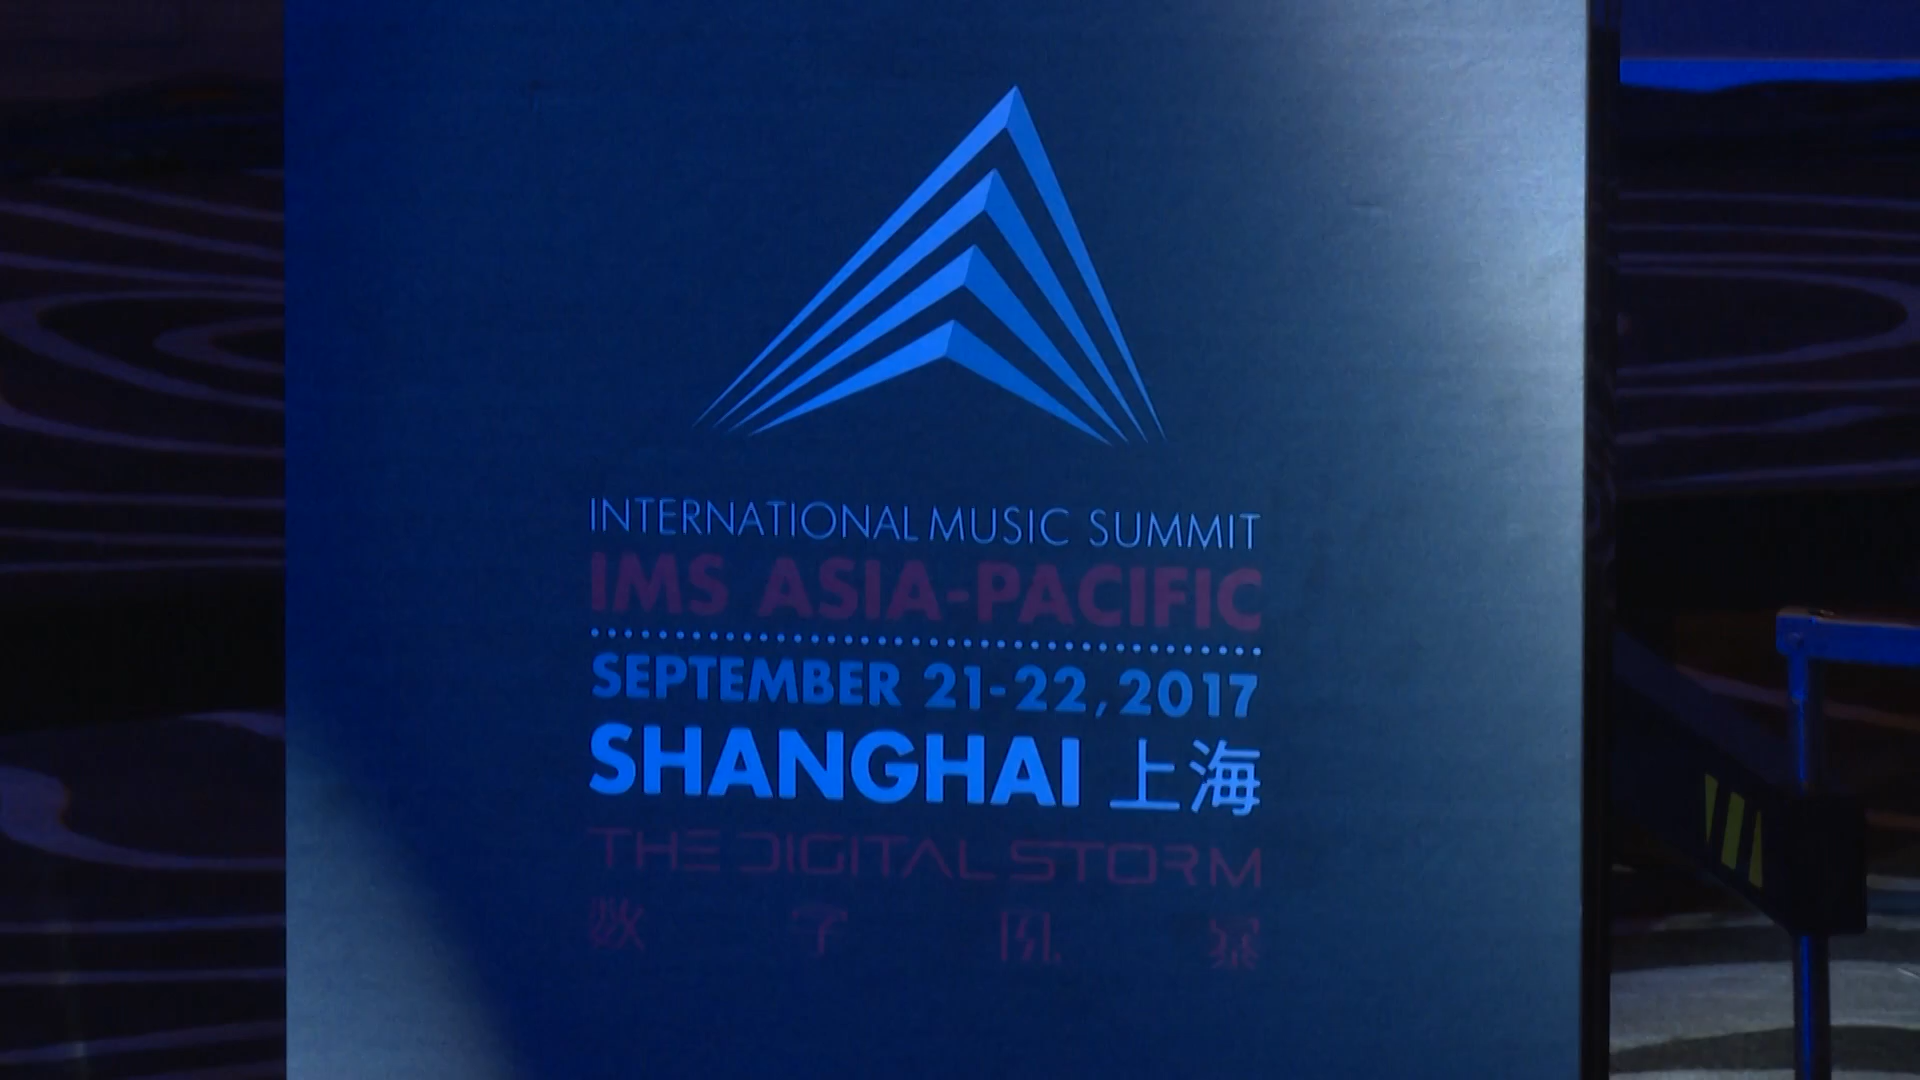 INTERNATIONAL MUSIC SUMMIT
IMS ASIA-PACIFIC
SEPTEMBER 21-22, 2017
SHANGHAI 上海
THE DIGITAL STORM
数字风暴